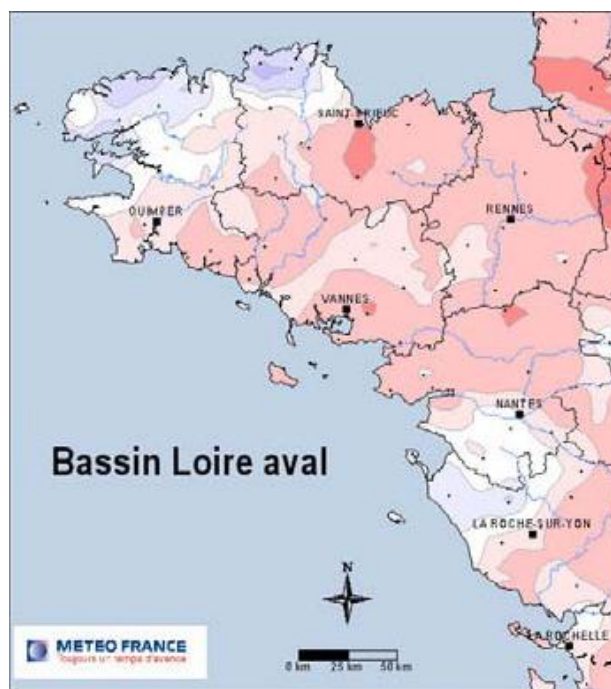 SAINT-BRIEUC
QUIMPER
RENNES
VANNES
NANTES
Bassin Loire aval
LA ROCHE-SUR-YON
N
METEO FRANCE
Toujours un temps d'avance
LA ROCHELLE
0 km 25 km 50 km